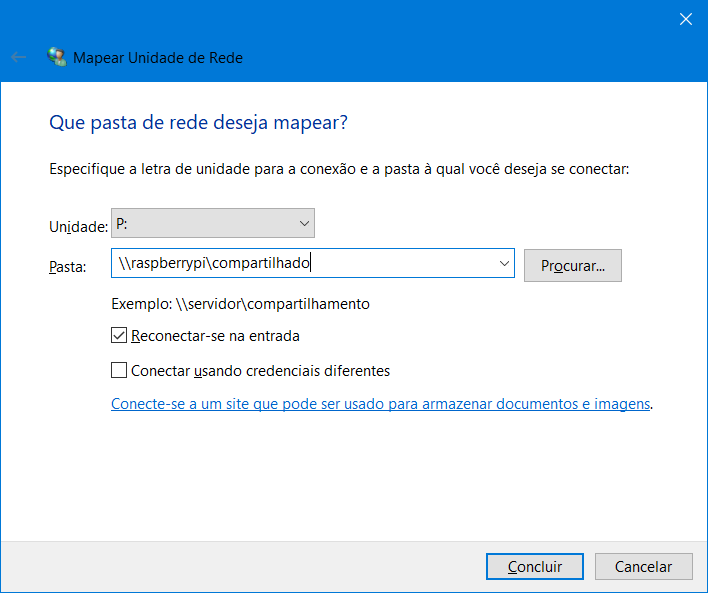 Mapear Unidade de Rede
Que pasta de rede deseja mapear?
Especifique a letra de unidade para a conexão e a pasta à qual você deseja se conectar:
Unidade: P:
Pasta: \\raspberrypi\compartilhado Procurar...
Exemplo: \\servidor\compartilhamento
Reconectar-se na entrada
Conectar usando credenciais diferentes
Conecte-se a um site que pode ser usado para armazenar documentos e imagens.
Concluir Cancelar